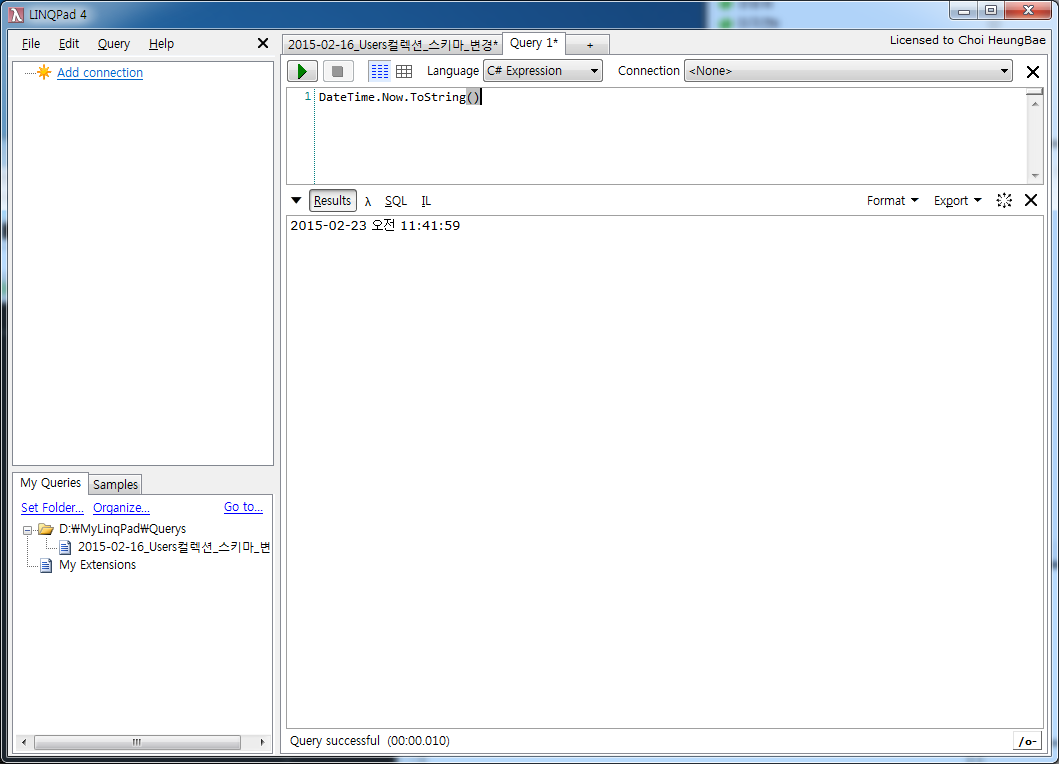 LINQPad 4
File Edit Query Help
Licensed to Choi HeungBae
Add connection
2015-02-16_Users컬렉션_스키마_변경* Query 1* +
Language C# Expression Connection <None>
1 DateTime.Now.ToString()
Results λ SQL IL Format Export
2015-02-23 오전 11:41:59
My Queries Samples
Set Folder... Organize... Go to...
D:₩MyLinqPad₩Querys
2015-02-16_Users컬렉션_스키마_변
My Extensions
Query successful (00:00.010)
/o-